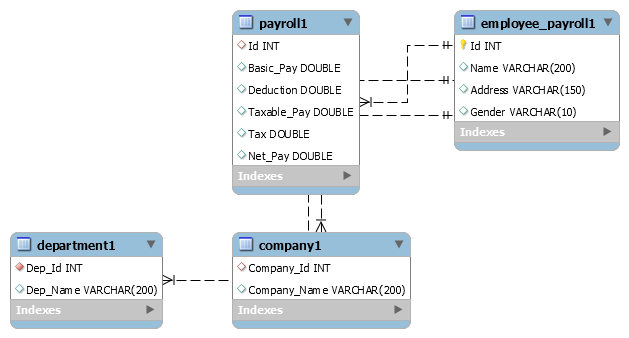 payroll1
Id INT
Basic_Pay DOUBLE
Deduction DOUBLE
Taxable_Pay DOUBLE
Tax DOUBLE
Net_Pay DOUBLE
Indexes
employee_payroll1
Id INT
Name VARCHAR(200)
Address VARCHAR(150)
Gender VARCHAR(10)
Indexes
department1
Dep_Id INT
Dep_Name VARCHAR(200)
Indexes
company1
Company_Id INT
Company_Name VARCHAR(200)
Indexes